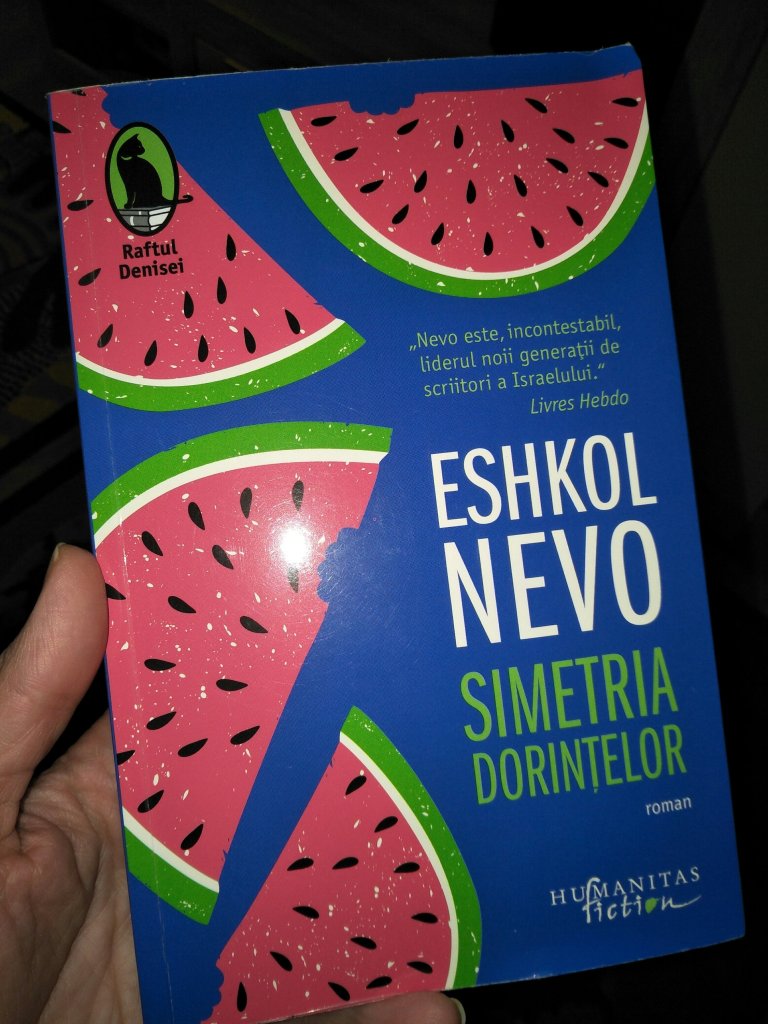 Raftul
Denisei
„Nevo este, incontestabil,
liderul noii generații de
scriitori a Israelului.“
Livres Hebdo
ESHKOL
NEVO
SIMETRIA
DORINȚELOR
roman
HUMANITAS
fiction